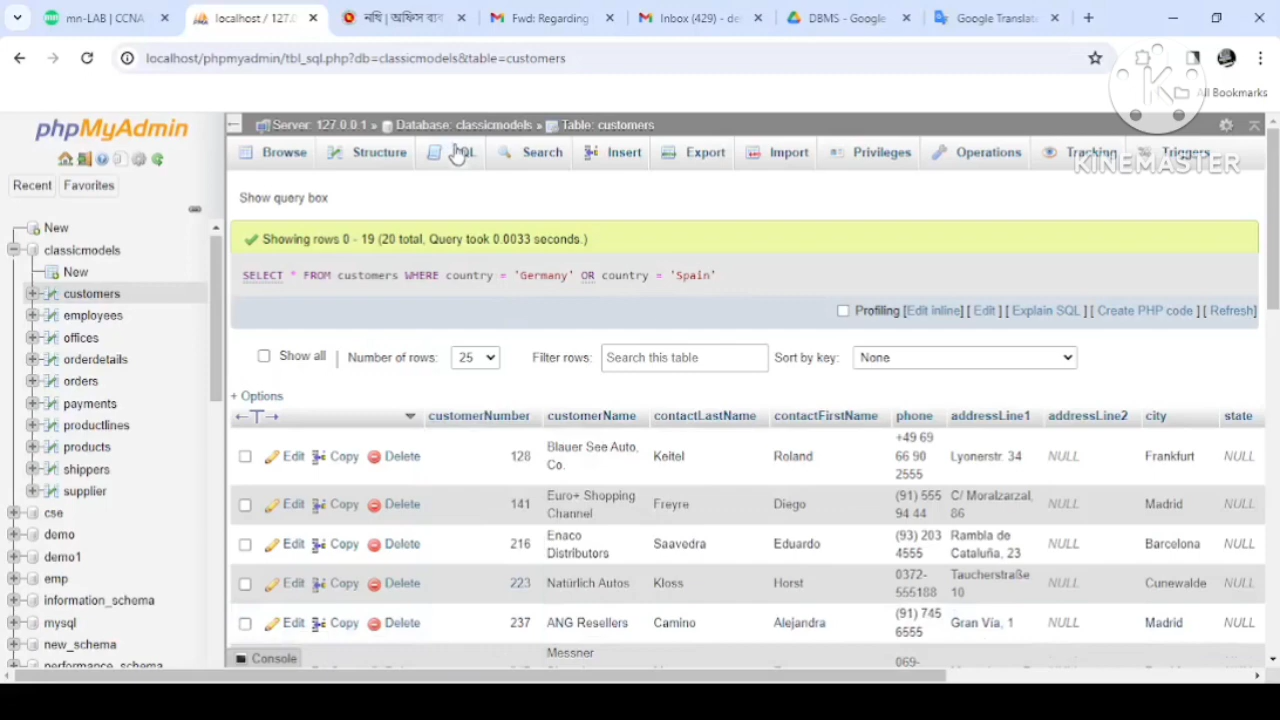 mn-LAB | CCNA
localhost / 127.0
নথি | অফিস ব্যব
Fwd: Regarding
Inbox (429) - de
DBMS - Google
Google Translat
localhost/phpmyadmin/tbl_sql.php?db=classicmodels&table=customers
All Bookmarks
phpMyAdmin
Server: 127.0.0.1 » Database: classicmodels » Table: customers
Browse Structure SQL Search Insert Export Import Privileges Operations Tracking Triggers
KINEMASTER
Recent Favorites
Show query box
New
classicmodels
New
customers
employees
offices
orderdetails
orders
payments
productlines
products
shippers
supplier
cse
demo
demo1
emp
information_schema
mysql
new_schema
performance_schema
Showing rows 0 - 19 (20 total, Query took 0.0033 seconds.)
SELECT * FROM customers WHERE country = 'Germany' OR country = 'Spain'
Profiling [Edit inline] [ Edit ] [ Explain SQL ] [ Create PHP code ] [ Refresh]
Show all | Number of rows: 25 Filter rows: Search this table Sort by key: None
+ Options
←T→ customerNumber customerName contactLastName contactFirstName phone addressLine1 addressLine2 city state
Edit Copy Delete 128 Blauer See Auto, Co. Keitel Roland +49 69 66 90 2555 Lyonerstr. 34 NULL Frankfurt NULL
Edit Copy Delete 141 Euro+ Shopping Channel Freyre Diego (91) 555 94 44 C/ Moralzarzal, 86 NULL Madrid NULL
Edit Copy Delete 216 Enaco Distributors Saavedra Eduardo (93) 203 4555 Rambla de Cataluña, 23 NULL Barcelona NULL
Edit Copy Delete 223 Natürlich Autos Kloss Horst 0372-555188 Taucherstraße 10 NULL Cunewalde NULL
Edit Copy Delete 237 ANG Resellers Camino Alejandra (91) 745 6555 Gran Vía, 1 NULL Madrid NULL
Messner 069-
Console